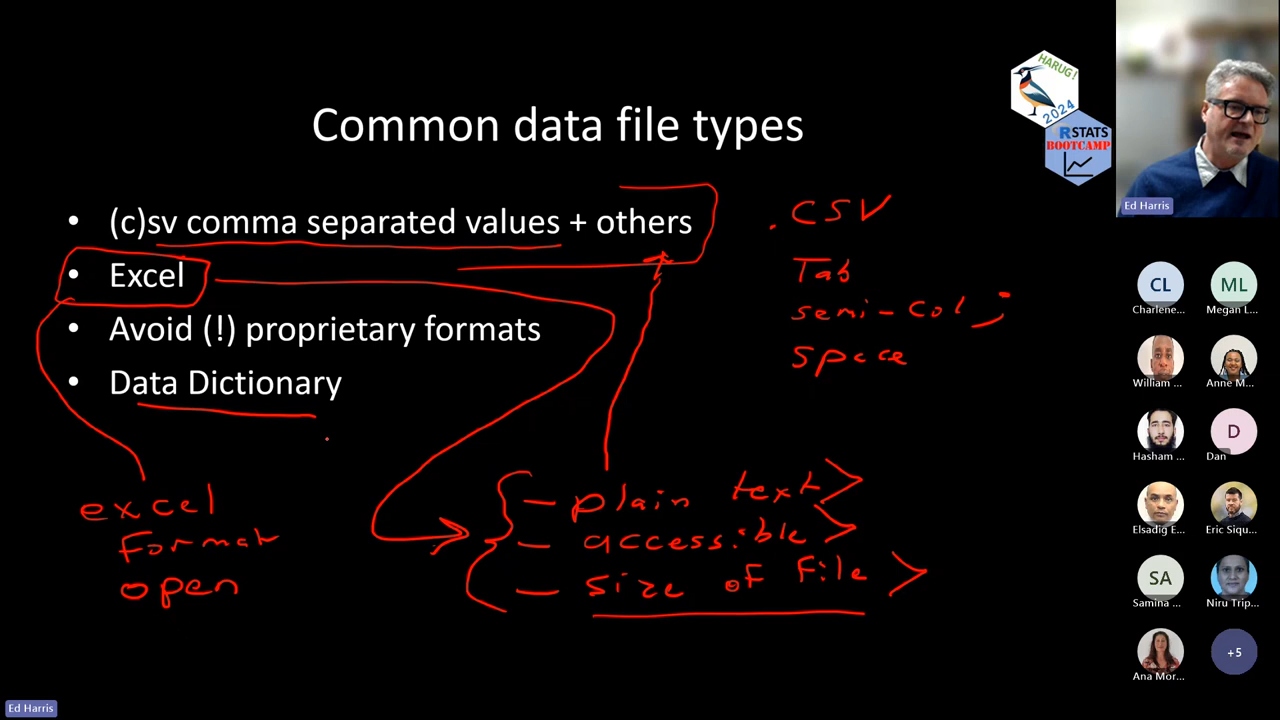 Common data file types
• (c)sv comma separated values + others
• Excel
• Avoid (!) proprietary formats
• Data Dictionary
.CSV
Tab
semi-col ;
space
excel
format
open
- plain text >
- accessible >
- size of file >
HARUG!
2024
RSTATS
BOOTCAMP
Ed Harris
CL
Charlene...
ML
Megan L...
William ...
Anne M...
Hasham ...
D
Dan
Elsadig E...
Eric Siqu...
SA
Samina ...
Niru Trip...
Ana Mor...
+5
Ed Harris